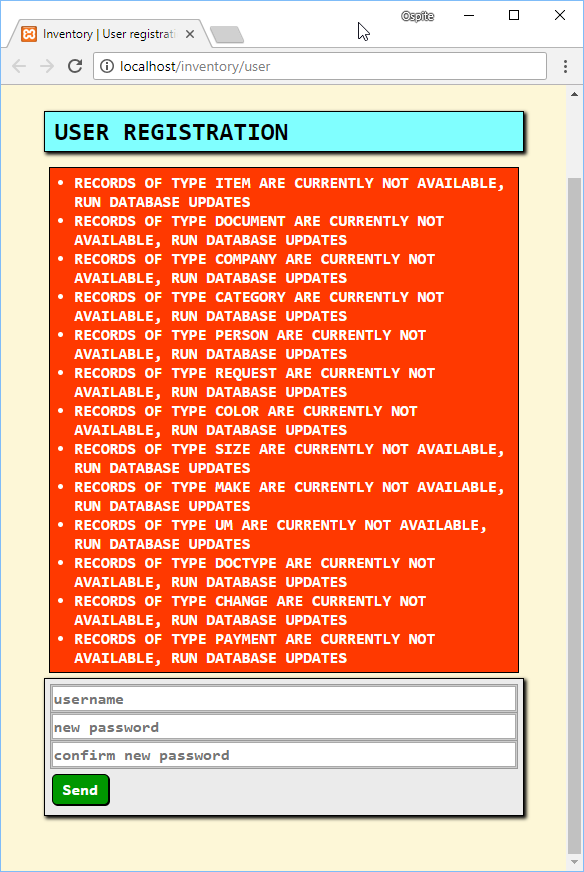 Ospite
Inventory | User registrati
localhost/inventory/user
USER REGISTRATION
• RECORDS OF TYPE ITEM ARE CURRENTLY NOT AVAILABLE,
RUN DATABASE UPDATES
• RECORDS OF TYPE DOCUMENT ARE CURRENTLY NOT
AVAILABLE, RUN DATABASE UPDATES
• RECORDS OF TYPE COMPANY ARE CURRENTLY NOT
AVAILABLE, RUN DATABASE UPDATES
• RECORDS OF TYPE CATEGORY ARE CURRENTLY NOT
AVAILABLE, RUN DATABASE UPDATES
• RECORDS OF TYPE PERSON ARE CURRENTLY NOT
AVAILABLE, RUN DATABASE UPDATES
• RECORDS OF TYPE REQUEST ARE CURRENTLY NOT
AVAILABLE, RUN DATABASE UPDATES
• RECORDS OF TYPE COLOR ARE CURRENTLY NOT
AVAILABLE, RUN DATABASE UPDATES
• RECORDS OF TYPE SIZE ARE CURRENTLY NOT AVAILABLE,
RUN DATABASE UPDATES
• RECORDS OF TYPE MAKE ARE CURRENTLY NOT AVAILABLE,
RUN DATABASE UPDATES
• RECORDS OF TYPE UM ARE CURRENTLY NOT AVAILABLE,
RUN DATABASE UPDATES
• RECORDS OF TYPE DOCTYPE ARE CURRENTLY NOT
AVAILABLE, RUN DATABASE UPDATES
• RECORDS OF TYPE CHANGE ARE CURRENTLY NOT
AVAILABLE, RUN DATABASE UPDATES
• RECORDS OF TYPE PAYMENT ARE CURRENTLY NOT
AVAILABLE, RUN DATABASE UPDATES
username
new password
confirm new password
Send